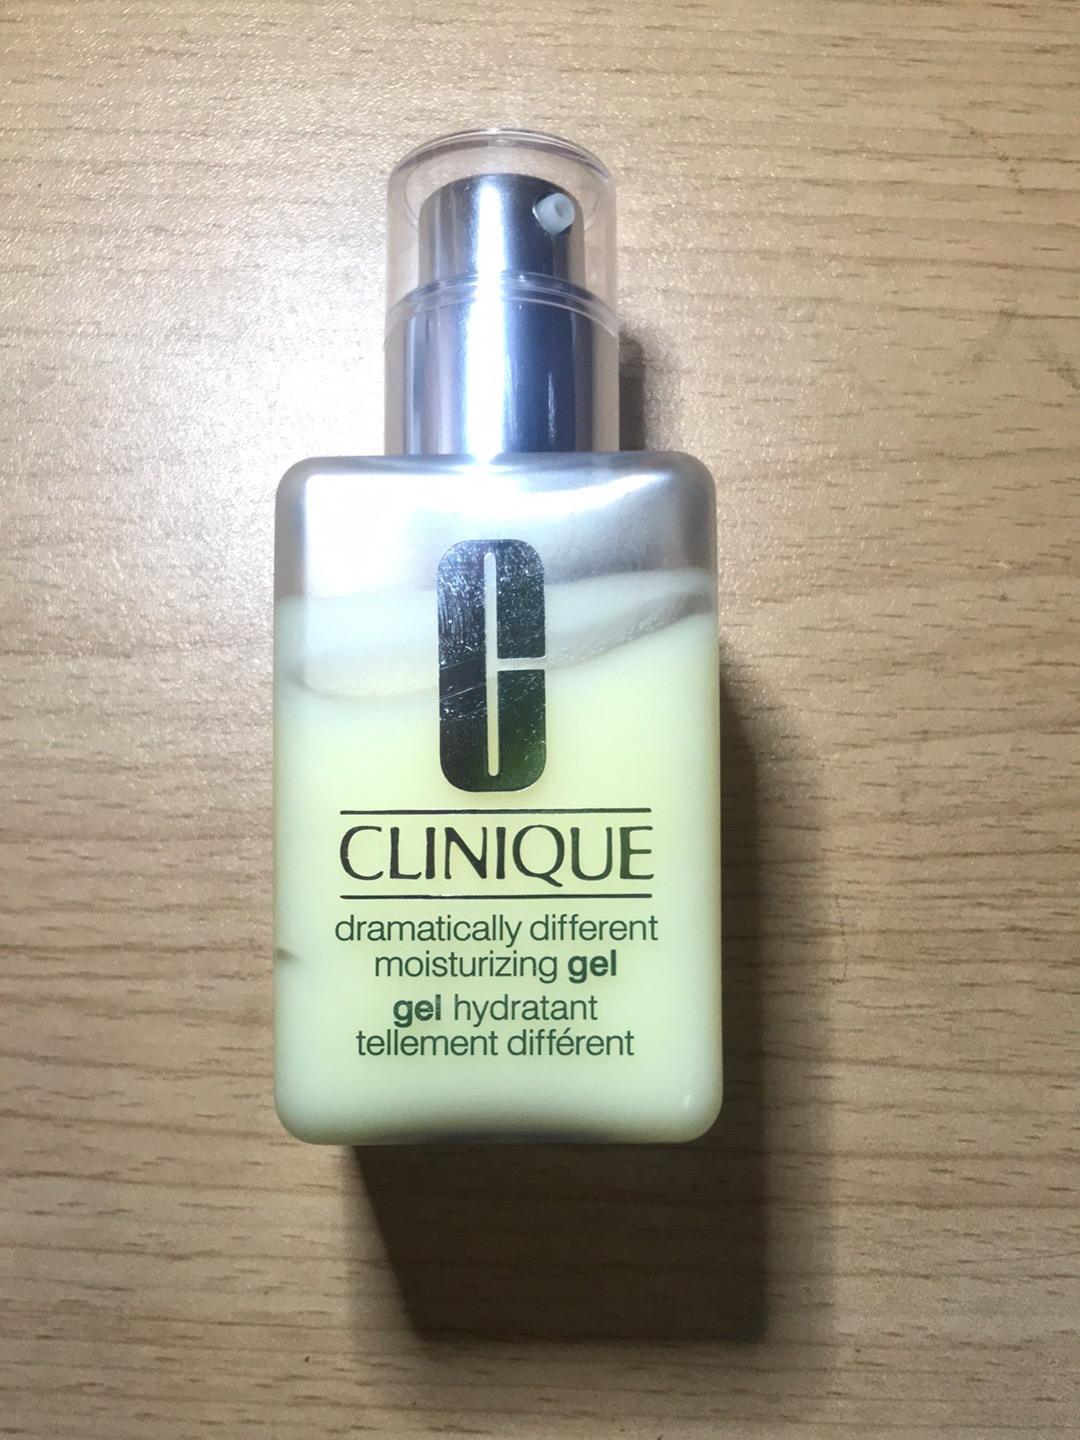 C
CLINIQUE
dramatically different
moisturizing gel
gel hydratant
tellement différent